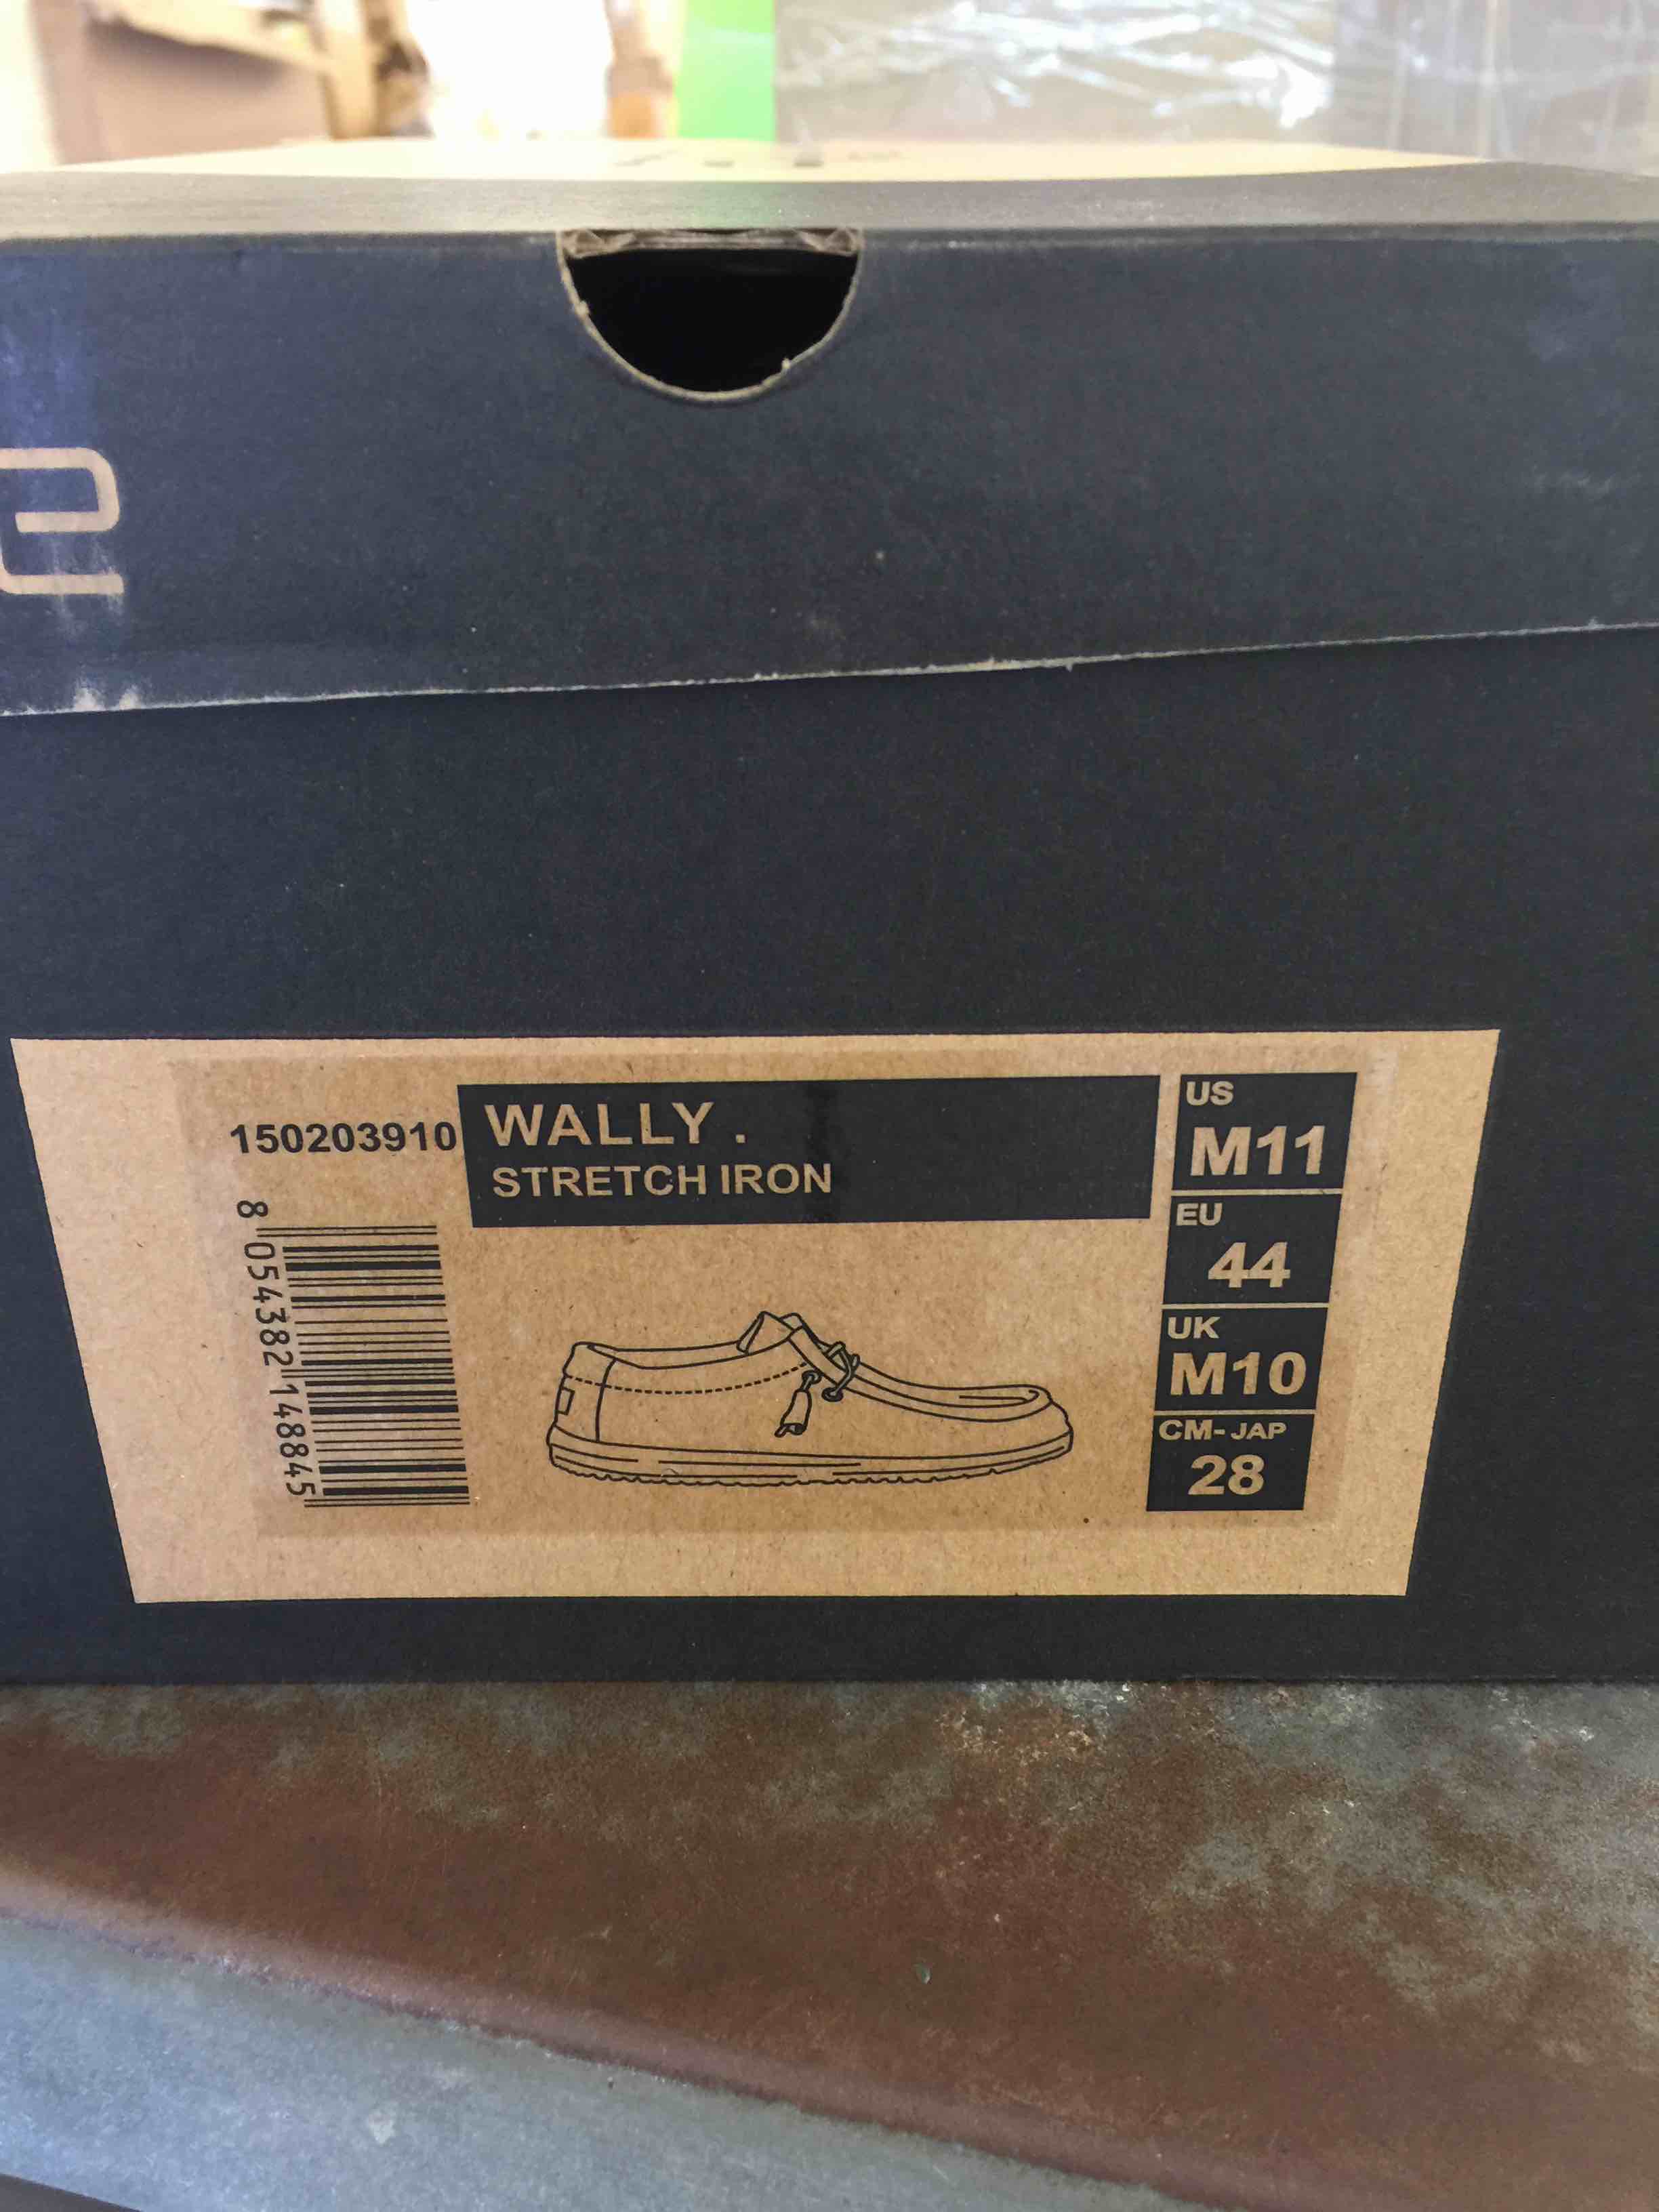 e
150203910
WALLY .
STRETCH IRON
8 054382 148845
US
M11
EU
44
UK
M10
CM-JAP
28